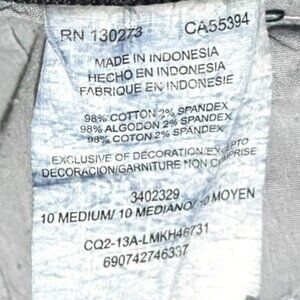 RN 130273 CA55394
MADE IN INDONESIA
HECHO EN INDONESIA
FABRIQUE EN INDONESIA
98% COTTON 2% SPANDEX
98% ALGODON 2% SPANDEX
98% COTTON 2% SPANDEX
EXCLUSIVE OF DECORATION/EXCEPTO
DECORACION/GARNITURE NON COMPRISE
3402329
10 MEDIUM/ 10 MEDIANO/ 10 MOYEN
CQ2-13A-LMKH46731
690742746337